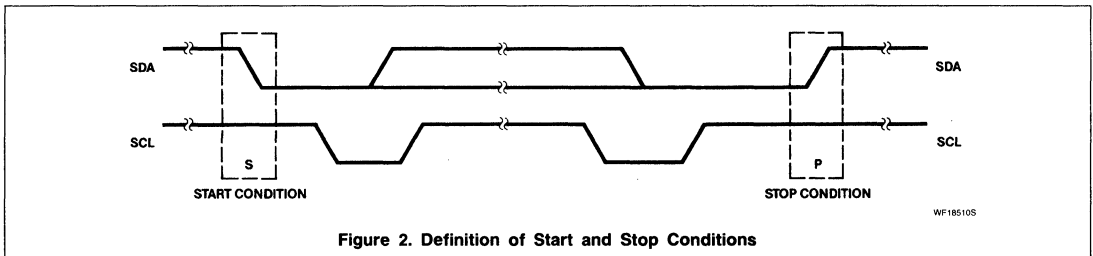 SDA
SDA
SCL
SCL
S
P
START CONDITION
STOP CONDITION
WF18510S
Figure 2. Definition of Start and Stop Conditions